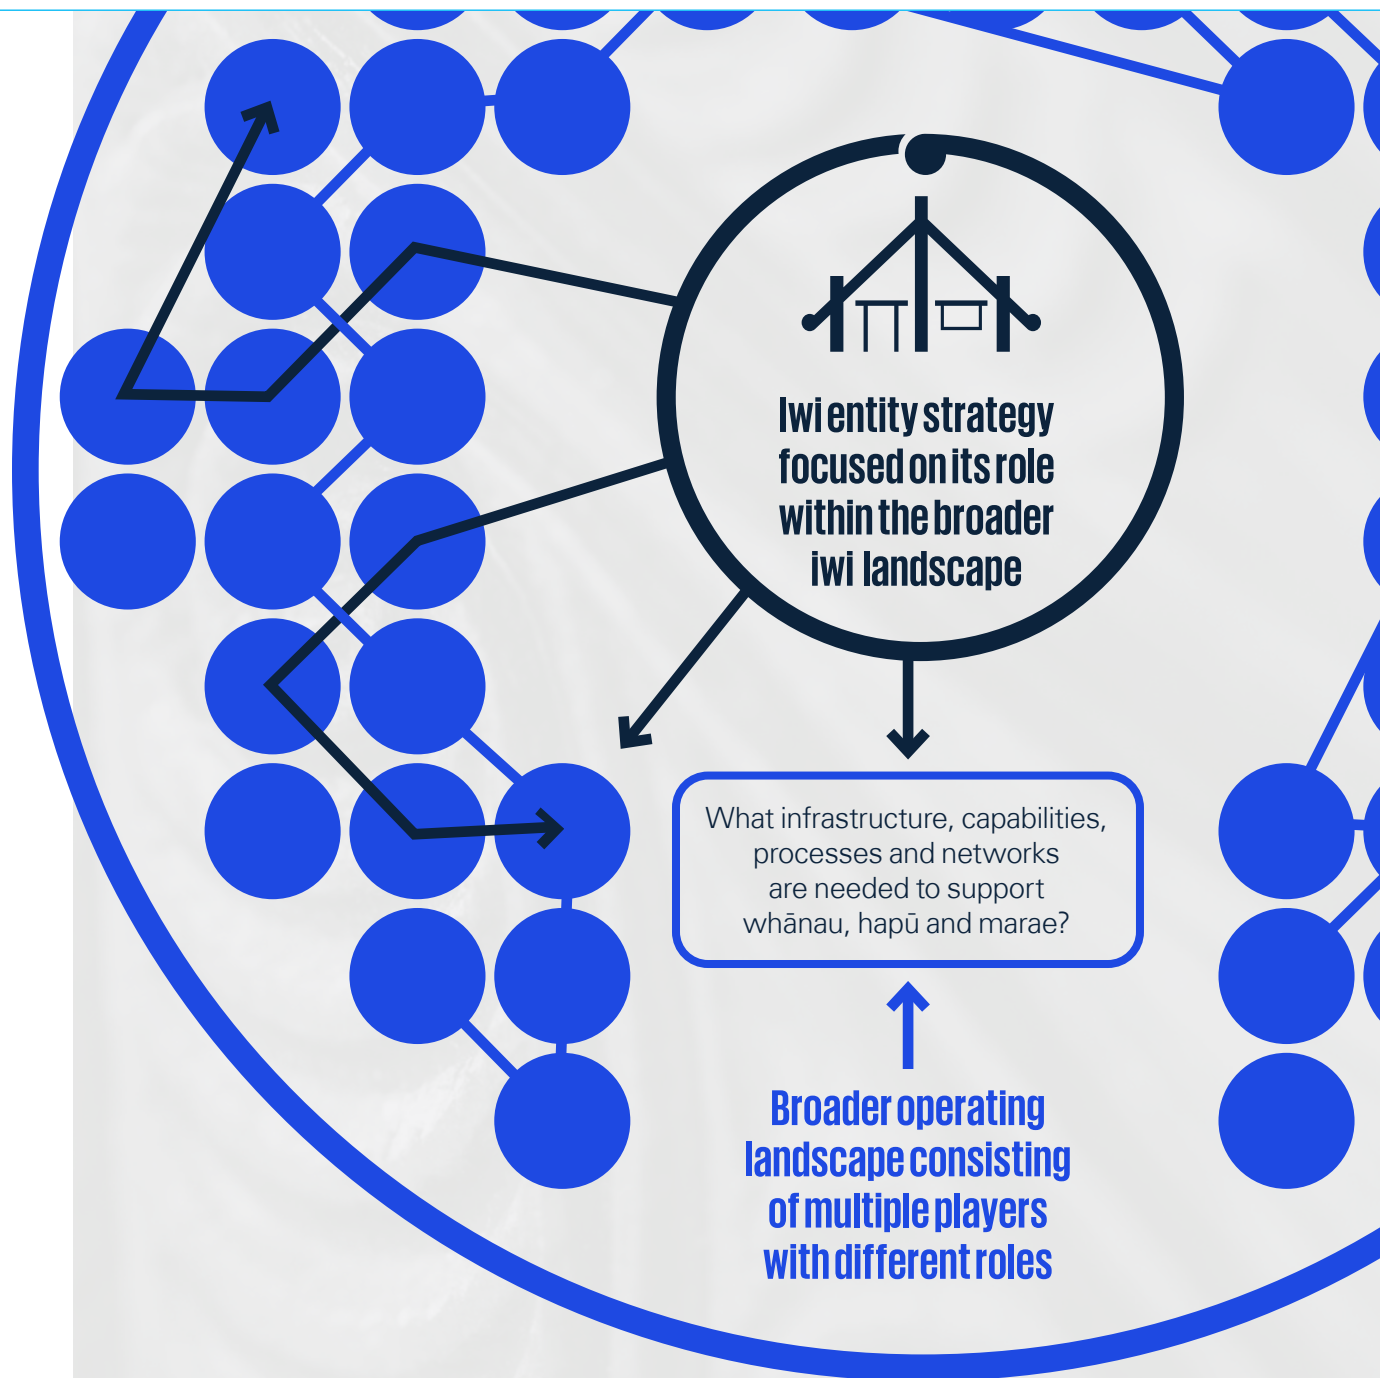 Iwi entity strategy
focused on its role
within the broader
iwi landscape
What infrastructure, capabilities,
processes and networks
are needed to support
whānau, hapū and marae?
Broader operating
landscape consisting
of multiple players
with different roles